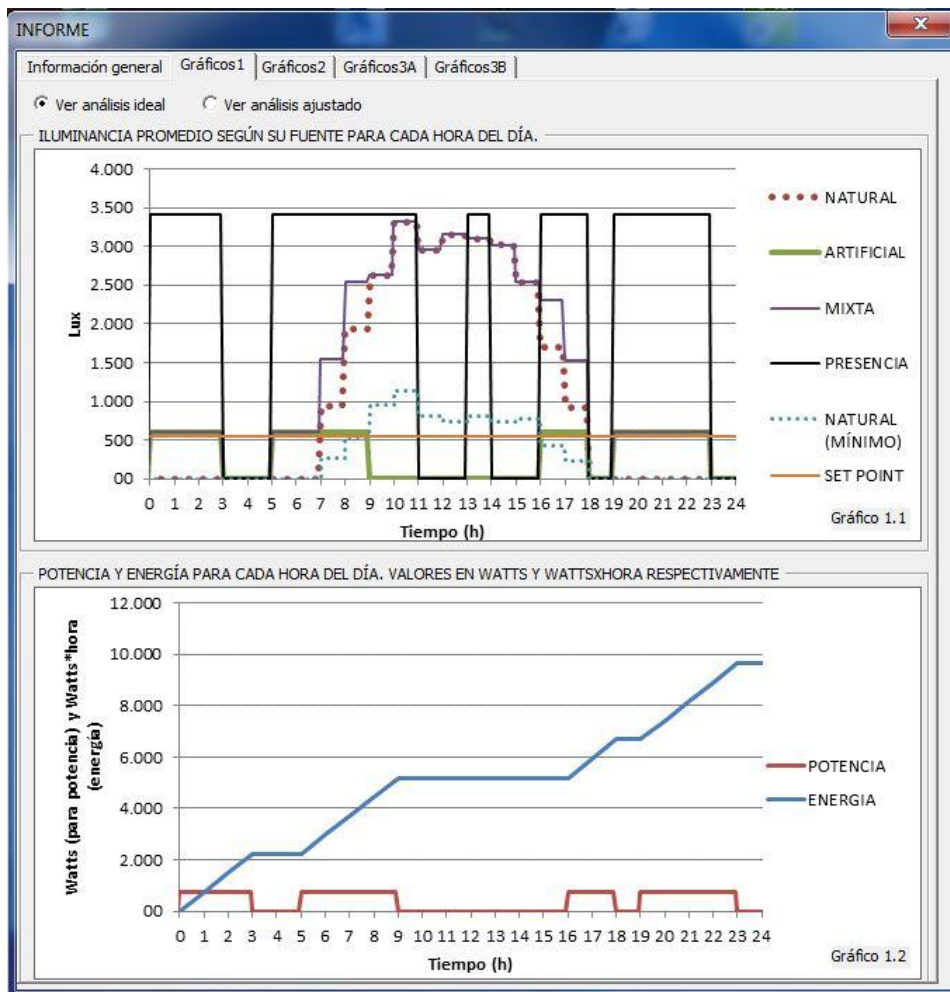 INFORME
Información general Gráficos1 Gráficos2 Gráficos3A Gráficos3B
Ver análisis ideal Ver análisis ajustado
ILUMINANCIA PROMEDIO SEGÚN SU FUENTE PARA CADA HORA DEL DÍA.
4.000
3.500
3.000
2.500
2.000
1.500
1.000
500
00
Lux
0 1 2 3 4 5 6 7 8 9 10 11 12 13 14 15 16 17 18 19 20 21 22 23 24
Tiempo (h)
NATURAL
ARTIFICIAL
MIXTA
PRESENCIA
NATURAL
(MÍNIMO)
SET POINT
Gráfico 1.1
POTENCIA Y ENERGÍA PARA CADA HORA DEL DÍA. VALORES EN WATTS Y WATTSXHORA RESPECTIVAMENTE
Watts (para potencia) y Watts*hora
(energía)
12.000
10.000
8.000
6.000
4.000
2.000
00
0 1 2 3 4 5 6 7 8 9 10 11 12 13 14 15 16 17 18 19 20 21 22 23 24
Tiempo (h)
POTENCIA
ENERGIA
Gráfico 1.2